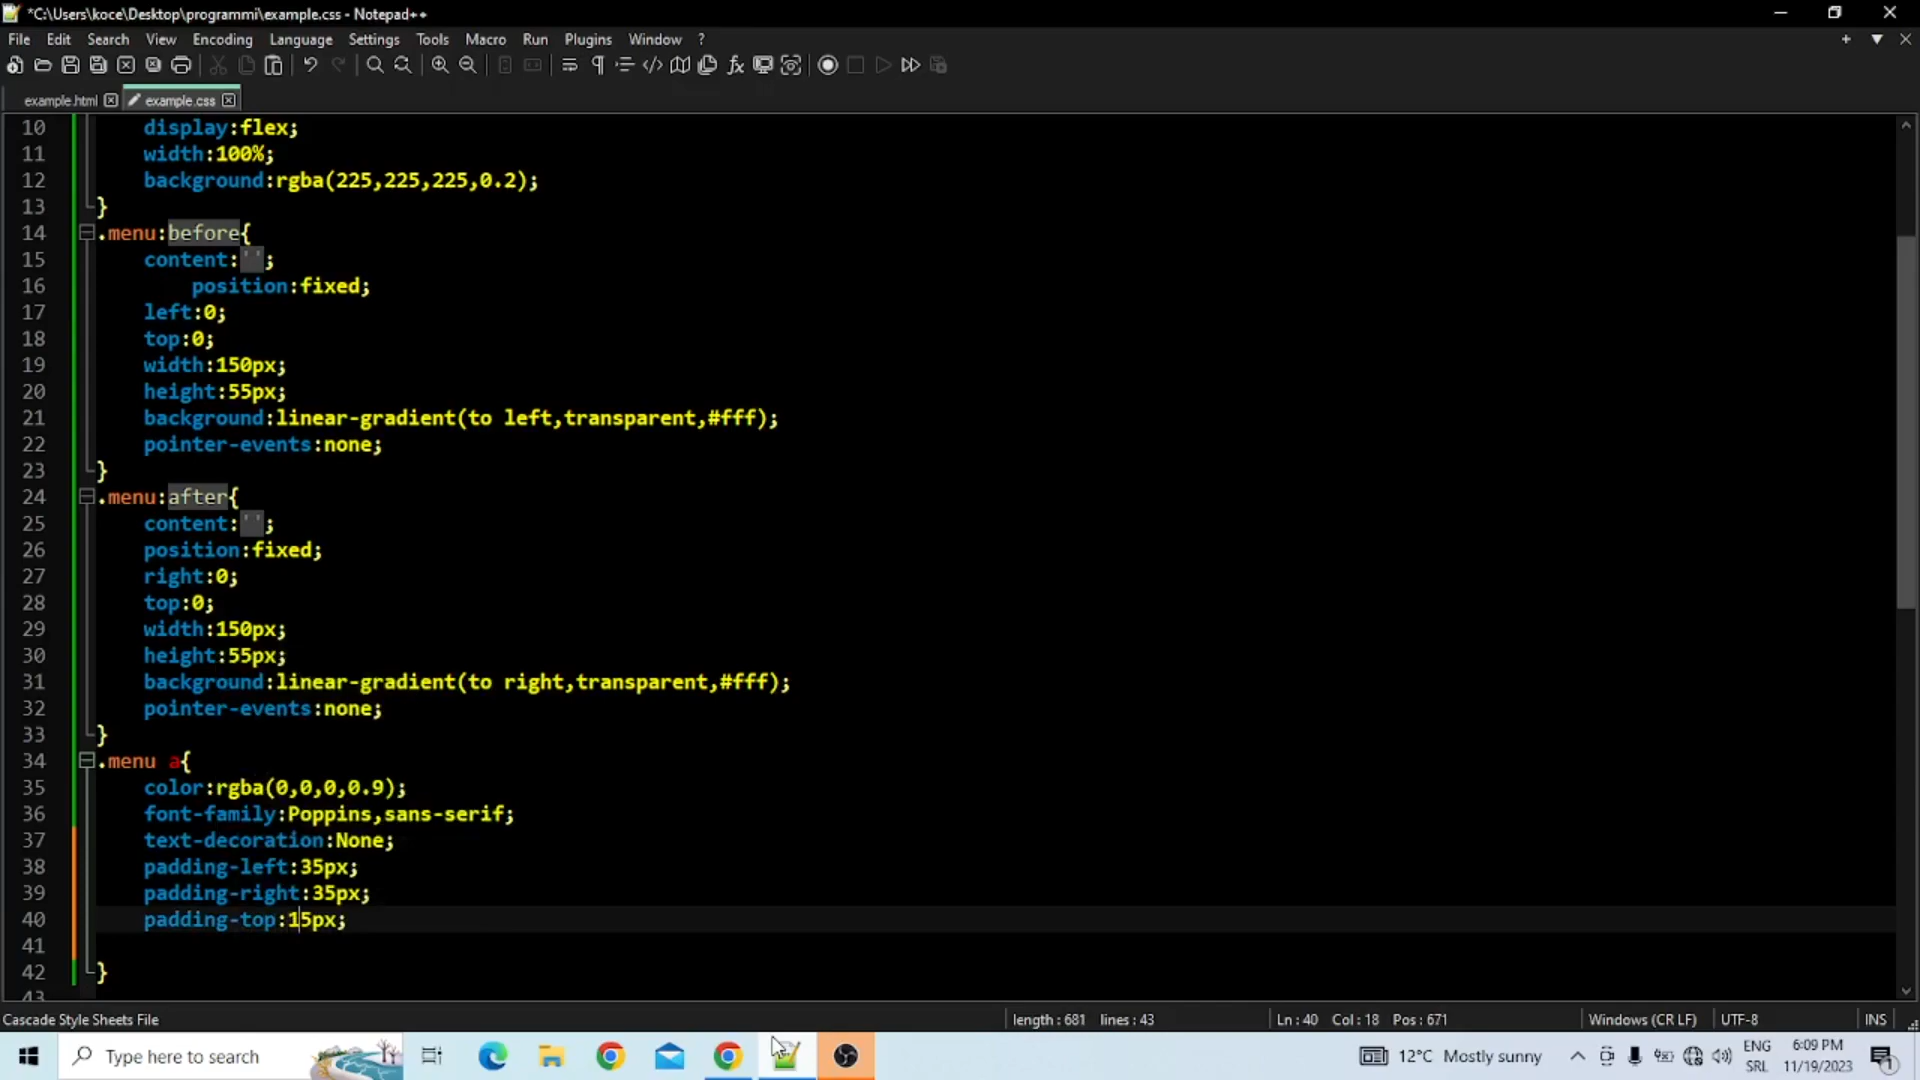 *C:\Users\koce\Desktop\programmi\example.css - Notepad++
File Edit Search View Encoding Language Settings Tools Macro Run Plugins Window ?
example.html example.css
10 display:flex;
11 width:100%;
12 background:rgba(225,225,225,0.2);
13 }
14 .menu:before{
15 content:'';
16 position:fixed;
17 left:0;
18 top:0;
19 width:150px;
20 height:55px;
21 background:linear-gradient(to left,transparent,#fff);
22 pointer-events:none;
23 }
24 .menu:after{
25 content:'';
26 position:fixed;
27 right:0;
28 top:0;
29 width:150px;
30 height:55px;
31 background:linear-gradient(to right,transparent,#fff);
32 pointer-events:none;
33 }
34 .menu a{
35 color:rgba(0,0,0,0.9);
36 font-family:Poppins,sans-serif;
37 text-decoration:None;
38 padding-left:35px;
39 padding-right:35px;
40 padding-top:15px;
41
42 }
43
Cascade Style Sheets File length : 681 lines : 43 Ln : 40 Col : 18 Pos : 671 Windows (CR LF) UTF-8 INS
Type here to search 12°C Mostly sunny ENG 6:09 PM
SRL 11/19/2023 1